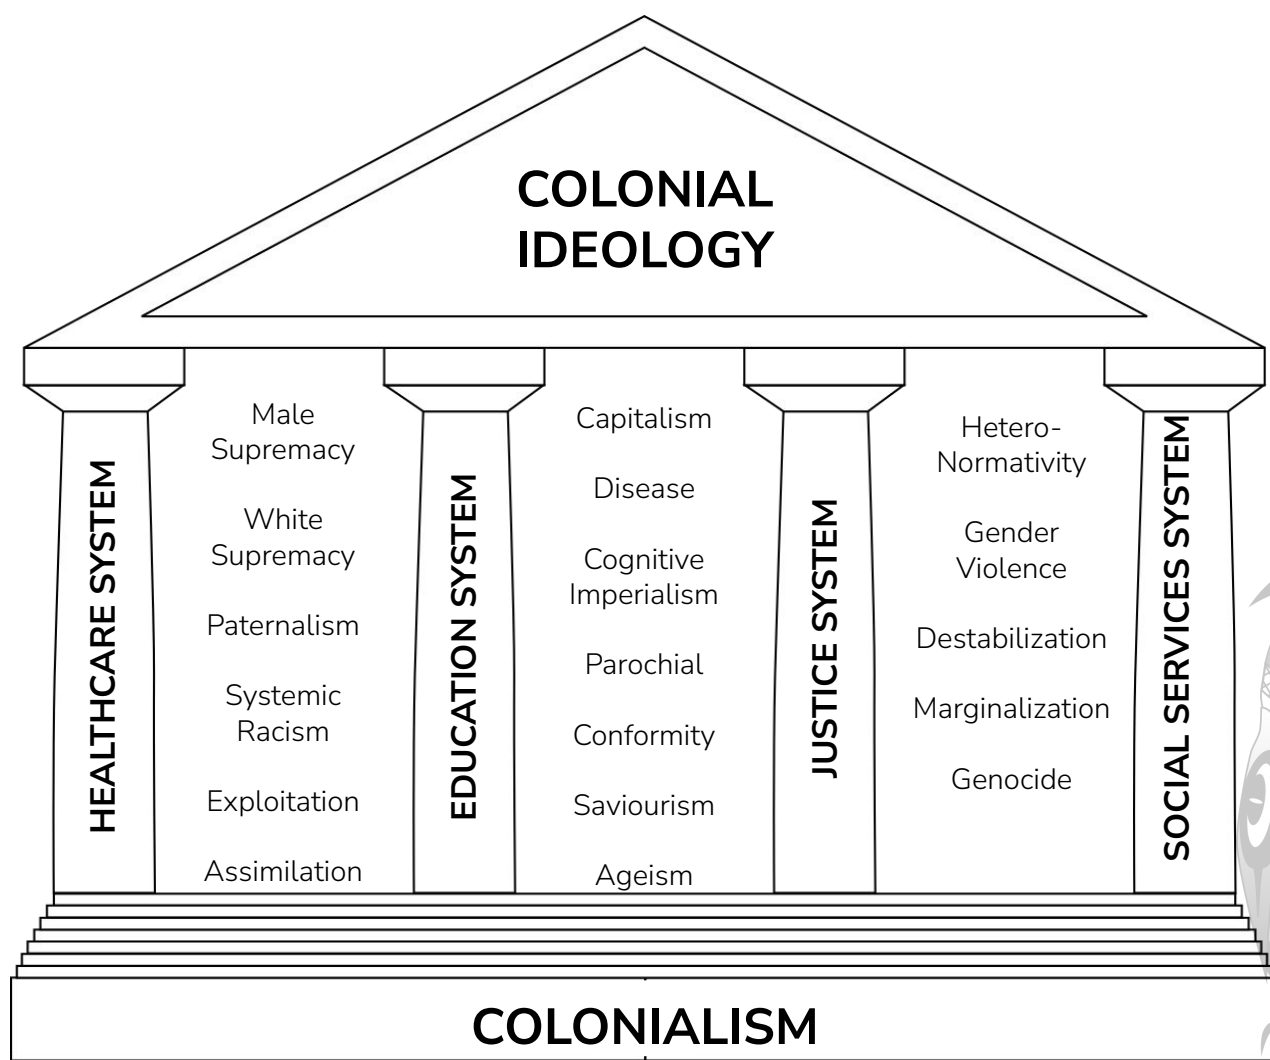 COLONIAL
IDEOLOGY
HEALTHCARE SYSTEM
Male
Supremacy
White
Supremacy
Paternalism
Systemic
Racism
Exploitation
Assimilation
EDUCATION SYSTEM
Capitalism
Disease
Cognitive
Imperialism
Parochial
Conformity
Saviourism
Ageism
JUSTICE SYSTEM
Hetero-
Normativity
Gender
Violence
Destabilization
Marginalization
Genocide
SOCIAL SERVICES SYSTEM
COLONIALISM